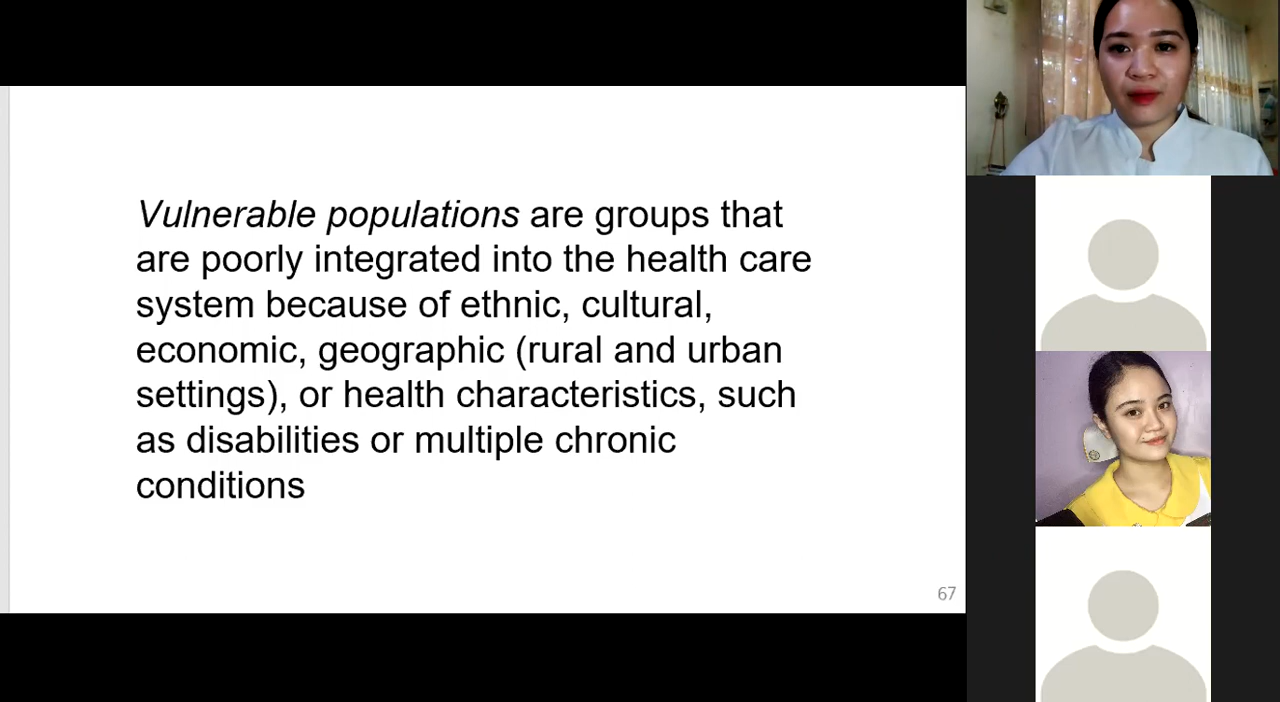 Vulnerable populations are groups that
are poorly integrated into the health care
system because of ethnic, cultural,
economic, geographic (rural and urban
settings), or health characteristics, such
as disabilities or multiple chronic
conditions
67